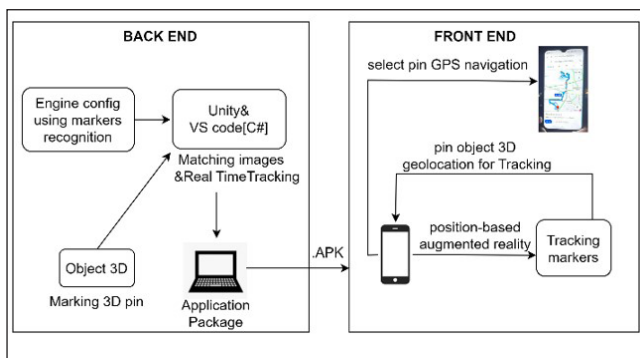 BACK END
Engine config
using markers
recognition
Unity&
VS code[C#]
Matching images
&Real TimeTracking
Object 3D
Marking 3D pin
Application
Package
.APK
FRONT END
select pin GPS navigation
pin object 3D
geolocation for Tracking
position-based
augmented reality
Tracking
markers